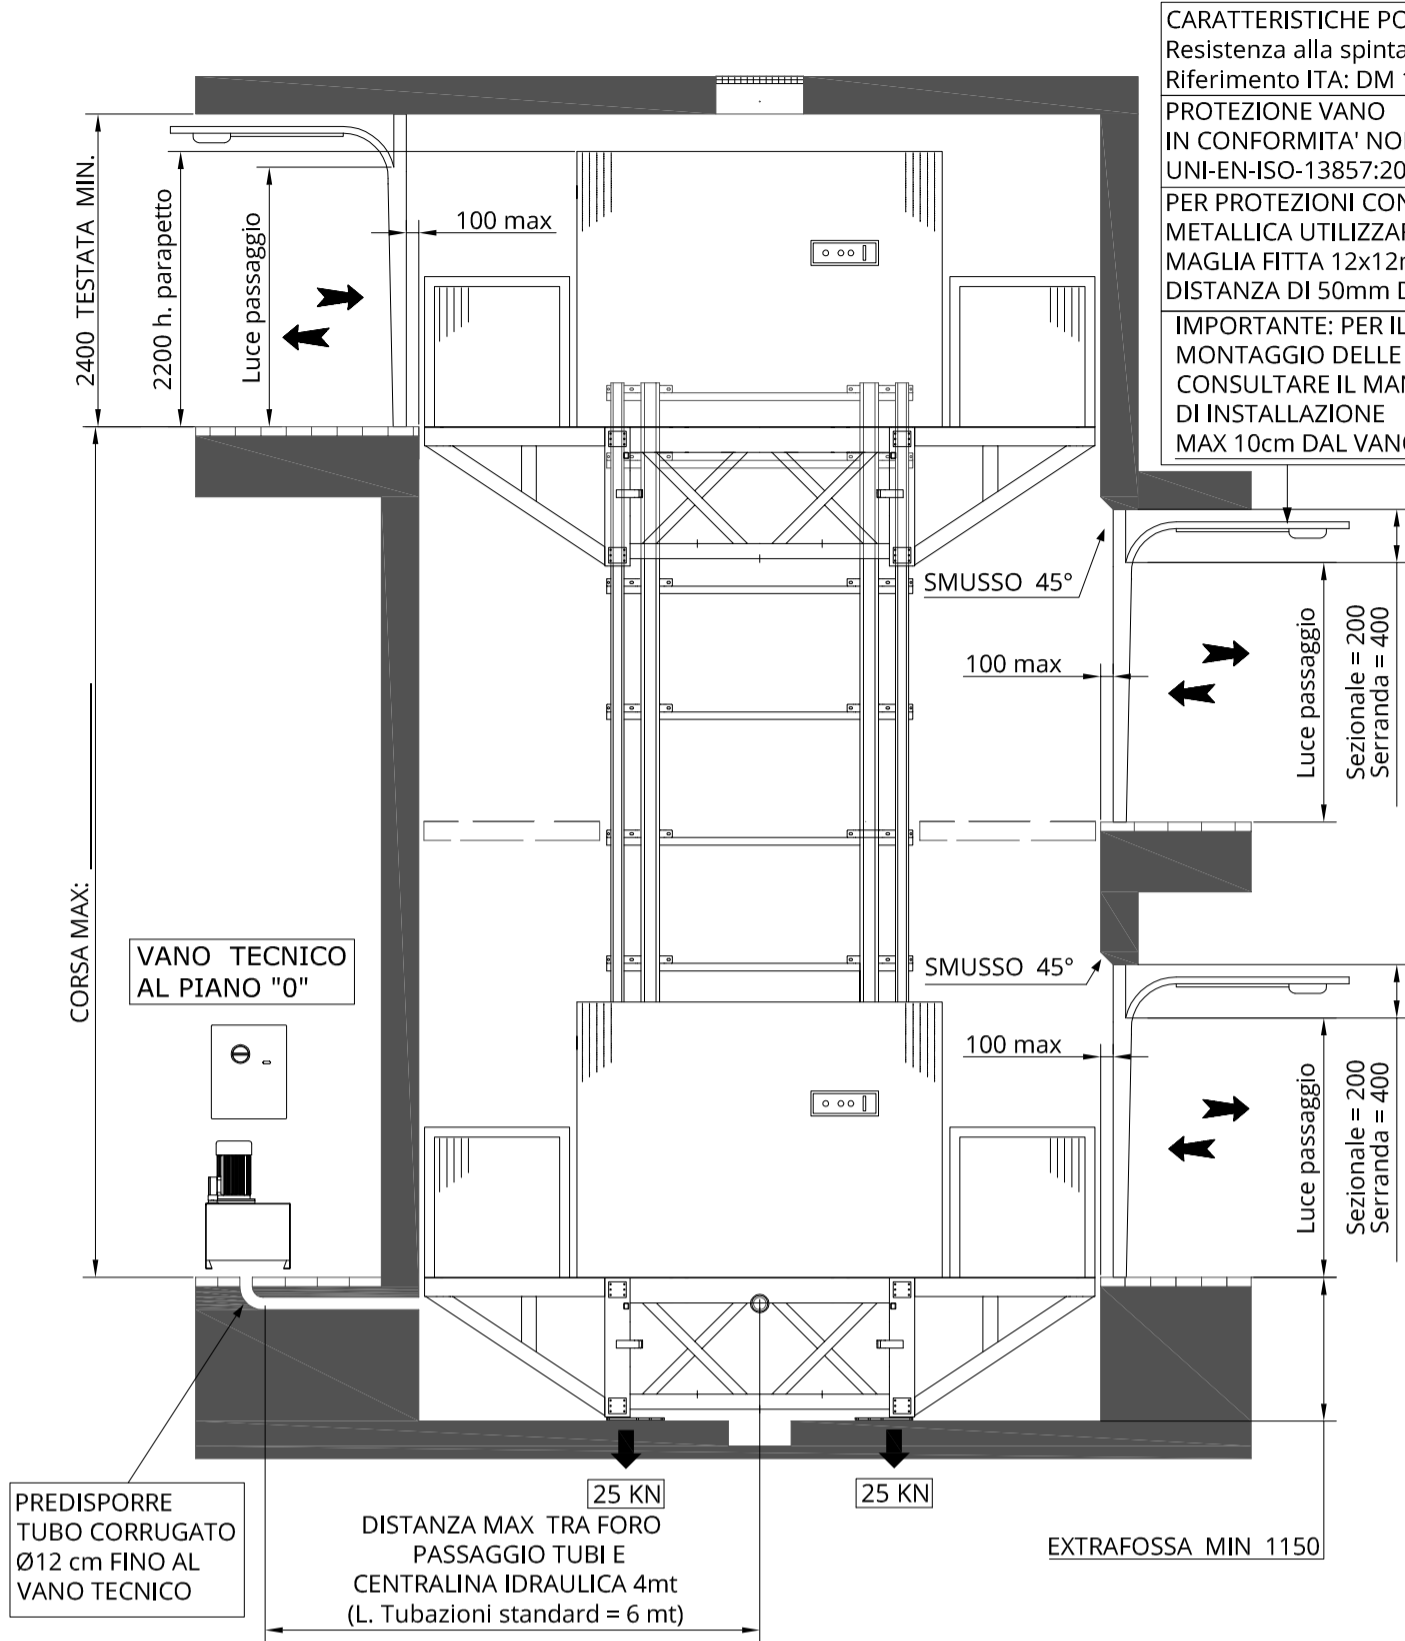 CARATTERISTICHE PO
Resistenza alla spinta
Riferimento ITA: DM 1
PROTEZIONE VANO
IN CONFORMITA' NO
UNI-EN-ISO-13857:20
PER PROTEZIONI CON
METALLICA UTILIZZA
MAGLIA FITTA 12x12
DISTANZA DI 50mm D
IMPORTANTE: PER IL
MONTAGGIO DELLE
CONSULTARE IL MAN
DI INSTALLAZIONE
MAX 10cm DAL VANO
2400 TESTATA MIN.
2200 h. parapetto
Luce passaggio
100 max
SMUSSO 45°
100 max
Luce passaggio
Sezionale = 200
Serranda = 400
CORSA MAX:
VANO TECNICO
AL PIANO "0"
SMUSSO 45°
100 max
Luce passaggio
Sezionale = 200
Serranda = 400
25 KN
25 KN
PREDISPORRE
TUBO CORRUGATO
Ø12 cm FINO AL
VANO TECNICO
DISTANZA MAX TRA FORO
PASSAGGIO TUBI E
CENTRALINA IDRAULICA 4mt
(L. Tubazioni standard = 6 mt)
EXTRAFOSSA MIN 1150